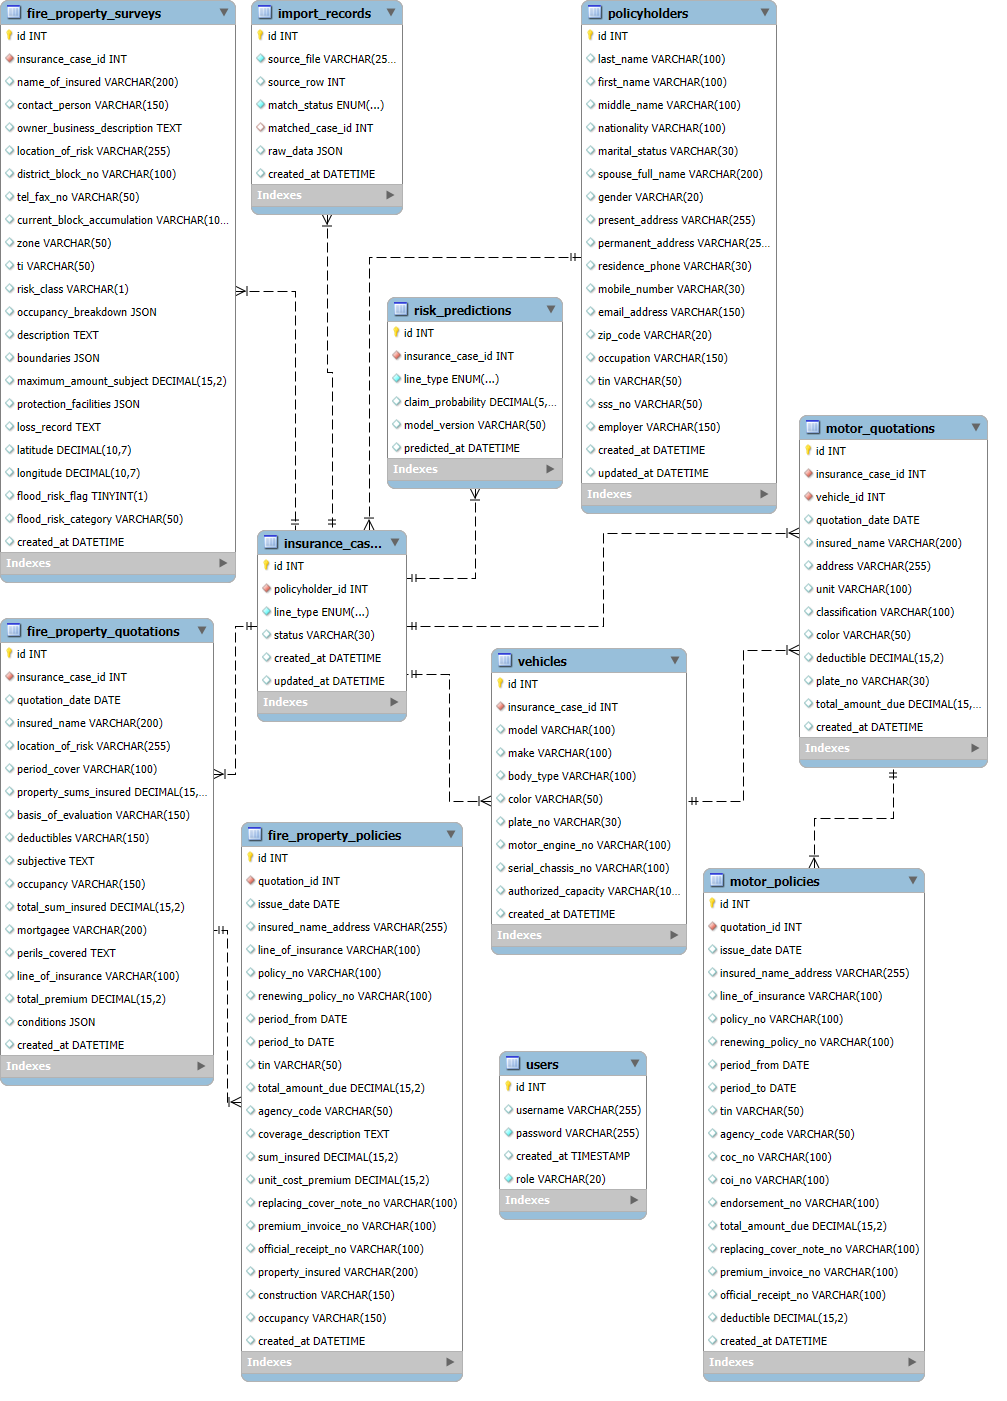 fire_property_surveys
id INT
insurance_case_id INT
name_of_insured VARCHAR(200)
contact_person VARCHAR(150)
owner_business_description TEXT
location_of_risk VARCHAR(255)
district_block_no VARCHAR(100)
tel_fax_no VARCHAR(50)
current_block_accumulation VARCHAR(10...
zone VARCHAR(50)
ti VARCHAR(50)
risk_class VARCHAR(1)
occupancy_breakdown JSON
description TEXT
boundaries JSON
maximum_amount_subject DECIMAL(15,2)
protection_facilities JSON
loss_record TEXT
latitude DECIMAL(10,7)
longitude DECIMAL(10,7)
flood_risk_flag TINYINT(1)
flood_risk_category VARCHAR(50)
created_at DATETIME
Indexes
import_records
id INT
source_file VARCHAR(25...
source_row INT
match_status ENUM(...)
matched_case_id INT
raw_data JSON
created_at DATETIME
Indexes
policyholders
id INT
last_name VARCHAR(100)
first_name VARCHAR(100)
middle_name VARCHAR(100)
nationality VARCHAR(100)
marital_status VARCHAR(30)
spouse_full_name VARCHAR(200)
gender VARCHAR(20)
present_address VARCHAR(255)
permanent_address VARCHAR(25...
residence_phone VARCHAR(30)
mobile_number VARCHAR(30)
email_address VARCHAR(150)
zip_code VARCHAR(20)
occupation VARCHAR(150)
tin VARCHAR(50)
sss_no VARCHAR(50)
employer VARCHAR(150)
created_at DATETIME
updated_at DATETIME
Indexes
risk_predictions
id INT
insurance_case_id INT
line_type ENUM(...)
claim_probability DECIMAL(5,...
model_version VARCHAR(50)
predicted_at DATETIME
Indexes
motor_quotations
id INT
insurance_case_id INT
vehicle_id INT
quotation_date DATE
insured_name VARCHAR(200)
address VARCHAR(255)
unit VARCHAR(100)
classification VARCHAR(100)
color VARCHAR(50)
deductible DECIMAL(15,2)
plate_no VARCHAR(30)
total_amount_due DECIMAL(15,...
created_at DATETIME
Indexes
insurance_cas...
id INT
policyholder_id INT
line_type ENUM(...)
status VARCHAR(30)
created_at DATETIME
updated_at DATETIME
Indexes
fire_property_quotations
id INT
insurance_case_id INT
quotation_date DATE
insured_name VARCHAR(200)
location_of_risk VARCHAR(255)
period_cover VARCHAR(100)
property_sums_insured DECIMAL(15,...
basis_of_evaluation VARCHAR(150)
deductibles VARCHAR(150)
subjective TEXT
occupancy VARCHAR(150)
total_sum_insured DECIMAL(15,2)
mortgagee VARCHAR(200)
perils_covered TEXT
line_of_insurance VARCHAR(100)
total_premium DECIMAL(15,2)
conditions JSON
created_at DATETIME
Indexes
vehicles
id INT
insurance_case_id INT
model VARCHAR(100)
make VARCHAR(100)
body_type VARCHAR(100)
color VARCHAR(50)
plate_no VARCHAR(30)
motor_engine_no VARCHAR(100)
serial_chassis_no VARCHAR(100)
authorized_capacity VARCHAR(10...
created_at DATETIME
Indexes
fire_property_policies
id INT
quotation_id INT
issue_date DATE
insured_name_address VARCHAR(255)
line_of_insurance VARCHAR(100)
policy_no VARCHAR(100)
renewing_policy_no VARCHAR(100)
period_from DATE
period_to DATE
tin VARCHAR(50)
total_amount_due DECIMAL(15,2)
agency_code VARCHAR(50)
coverage_description TEXT
sum_insured DECIMAL(15,2)
unit_cost_premium DECIMAL(15,2)
replacing_cover_note_no VARCHAR(100)
premium_invoice_no VARCHAR(100)
official_receipt_no VARCHAR(100)
property_insured VARCHAR(200)
construction VARCHAR(150)
occupancy VARCHAR(150)
created_at DATETIME
Indexes
motor_policies
id INT
quotation_id INT
issue_date DATE
insured_name_address VARCHAR(255)
line_of_insurance VARCHAR(100)
policy_no VARCHAR(100)
renewing_policy_no VARCHAR(100)
period_from DATE
period_to DATE
tin VARCHAR(50)
agency_code VARCHAR(50)
coc_no VARCHAR(100)
coi_no VARCHAR(100)
endorsement_no VARCHAR(100)
total_amount_due DECIMAL(15,2)
replacing_cover_note_no VARCHAR(100)
premium_invoice_no VARCHAR(100)
official_receipt_no VARCHAR(100)
deductible DECIMAL(15,2)
created_at DATETIME
Indexes
users
id INT
username VARCHAR(255)
password VARCHAR(255)
created_at TIMESTAMP
role VARCHAR(20)
Indexes